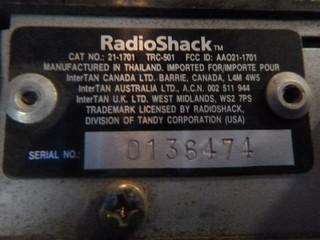 RadioShack™
CAT NO.: 21-1701 TRC-501 FCC ID: AAO21-1701
MANUFACTURED IN THAILAND. IMPORTED FOR/IMPORTE POUR
InterTAN CANADA LTD. BARRIE, CANADA, L4M 4W5
InterTAN AUSTRALIA LTD., A.C.N. 002 511 944
InterTAN U.K. LTD. WEST MIDLANDS, WS2 7PS
TRADEMARK LICENSED BY RADIOSHACK,
DIVISION OF TANDY CORPORATION (USA)
SERIAL NO.: 0136474